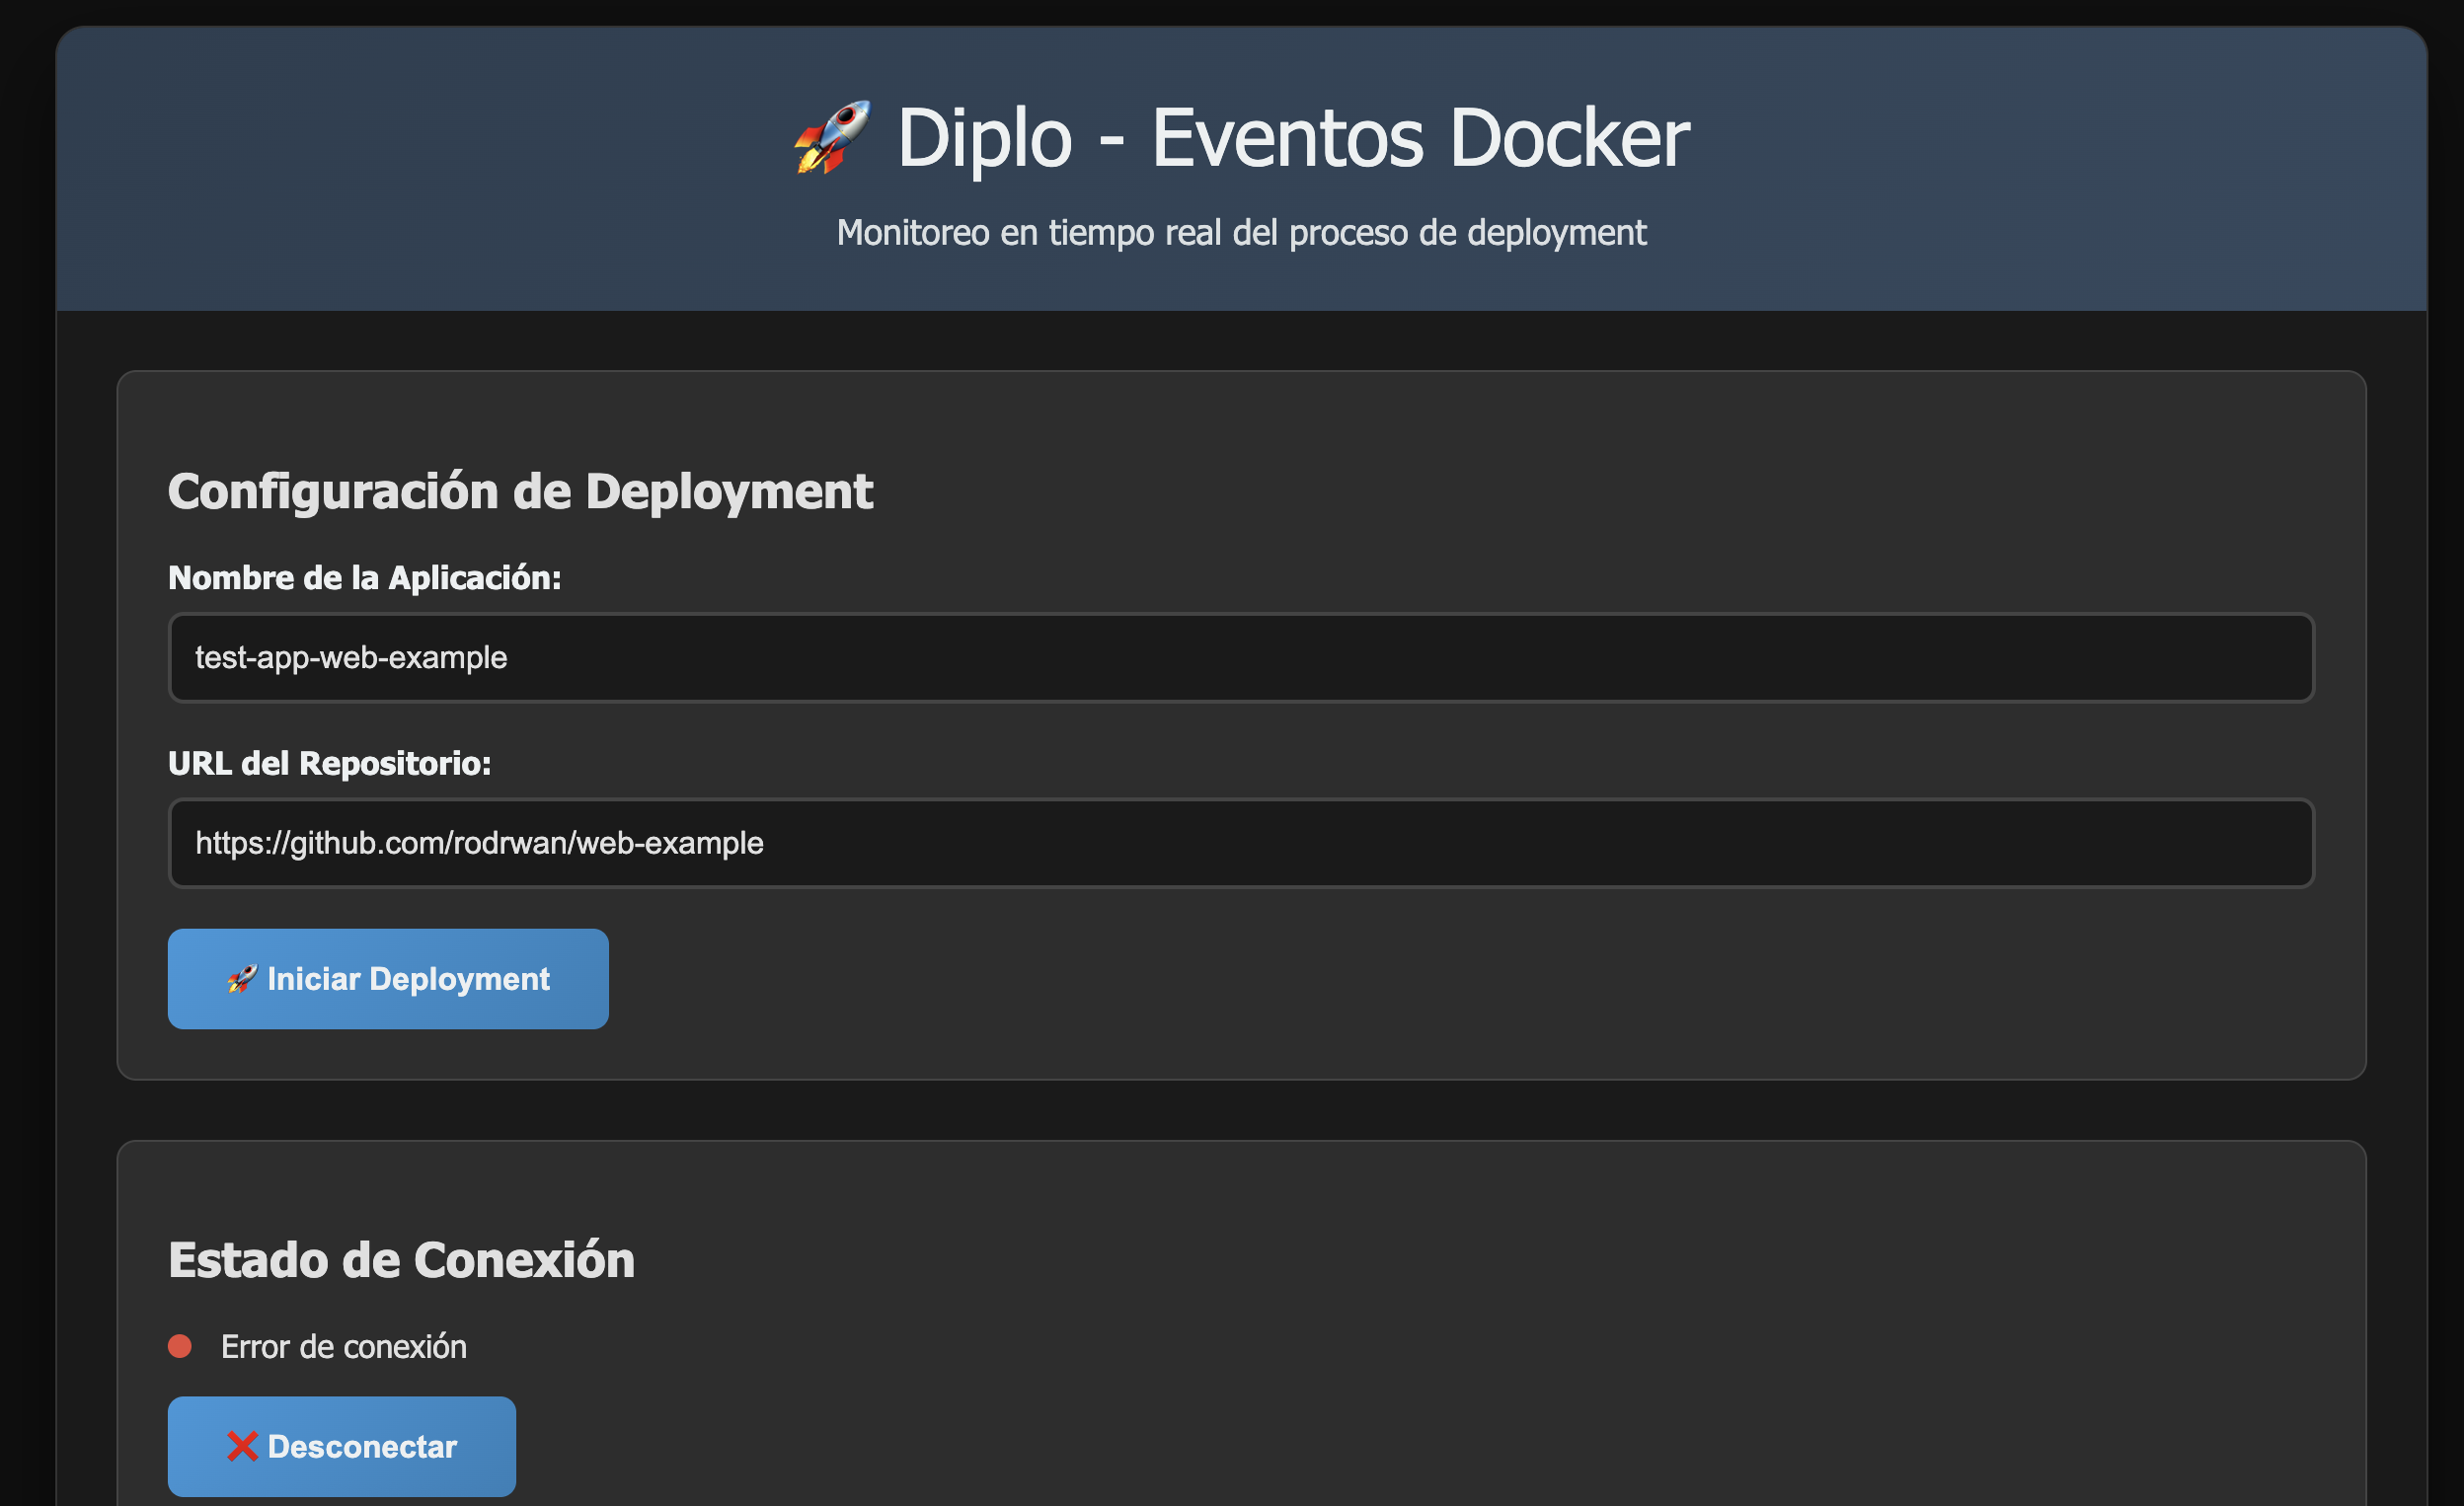 🚀 Diplo - Eventos Docker
Monitoreo en tiempo real del proceso de deployment
Configuración de Deployment
Nombre de la Aplicación:
test-app-web-example
URL del Repositorio:
https://github.com/rodrwan/web-example
🚀 Iniciar Deployment
Estado de Conexión
Error de conexión
❌ Desconectar